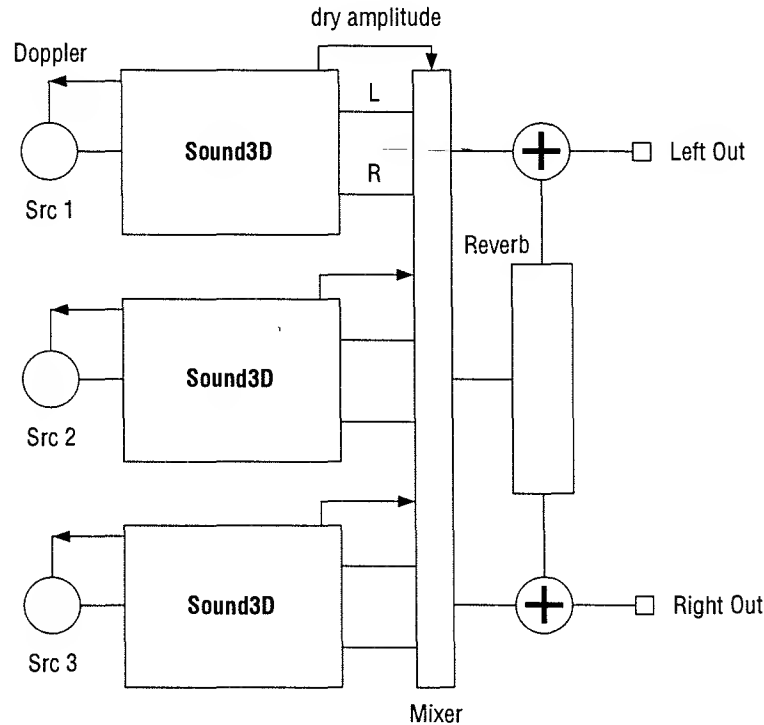 dry amplitude
Doppler
L
Sound3D
R
Src 1
Left Out
Reverb
Sound3D
Src 2
Sound3D
Src 3
Right Out
Mixer